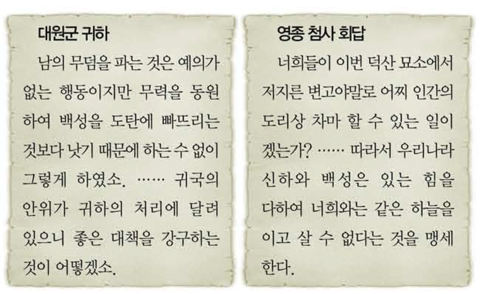 대원군 귀하
남의 무덤을 파는 것은 예의가
없는 행동이지만 무력을 동원
하여 백성을 도탄에 빠뜨리는
것보다 낫기 때문에 하는 수 없이
그렇게 하였소. …… 귀국의
안위가 귀하의 처리에 달려
있으니 좋은 대책을 강구하는
것이 어떻겠소.
영종 첨사 회답
너희들이 이번 덕산 묘소에서
저지른 변고야말로 어찌 인간의
도리상 차마 할 수 있는 일이
겠는가? …… 따라서 우리나라
신하와 백성은 있는 힘을
다하여 너희와는 같은 하늘을
이고 살 수 없다는 것을 맹세
한다.